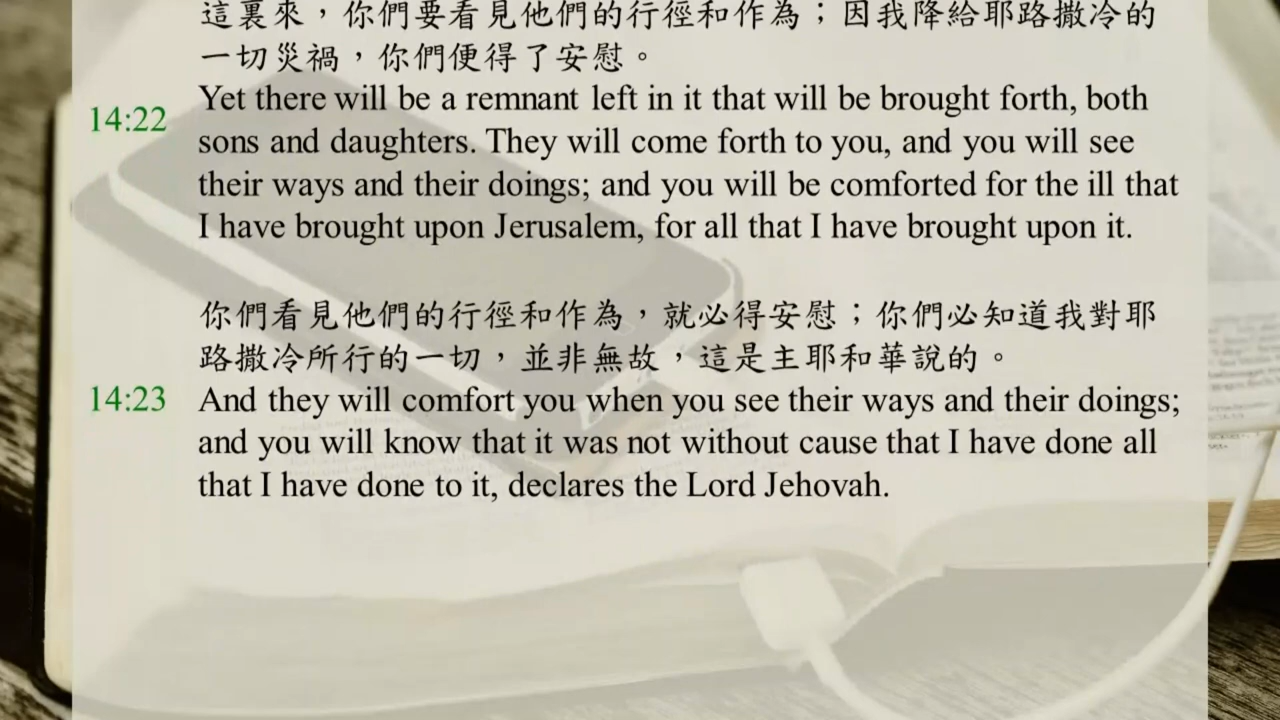 這裏來，你們要看見他們的行徑和作為；因我降給耶路撒冷的
一切災禍，你們便得了安慰。
14:22 Yet there will be a remnant left in it that will be brought forth, both
sons and daughters. They will come forth to you, and you will see
their ways and their doings; and you will be comforted for the ill that
I have brought upon Jerusalem, for all that I have brought upon it.
你們看見他們的行徑和作為，就必得安慰；你們必知道我對耶
路撒冷所行的一切，並非無故，這是主耶和華說的。
14:23 And they will comfort you when you see their ways and their doings;
and you will know that it was not without cause that I have done all
that I have done to it, declares the Lord Jehovah.